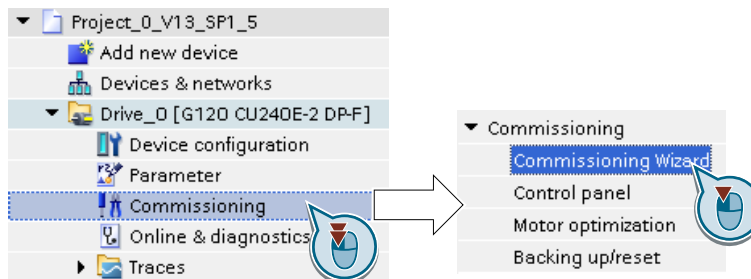 Project_0_V13_SP1_5
Add new device
Devices & networks
Drive_0 [G120 CU240E-2 DP-F]
Device configuration
Parameter
Commissioning
Online & diagnostics
Traces
Commissioning
Commissioning Wizard
Control panel
Motor optimization
Backing up/reset